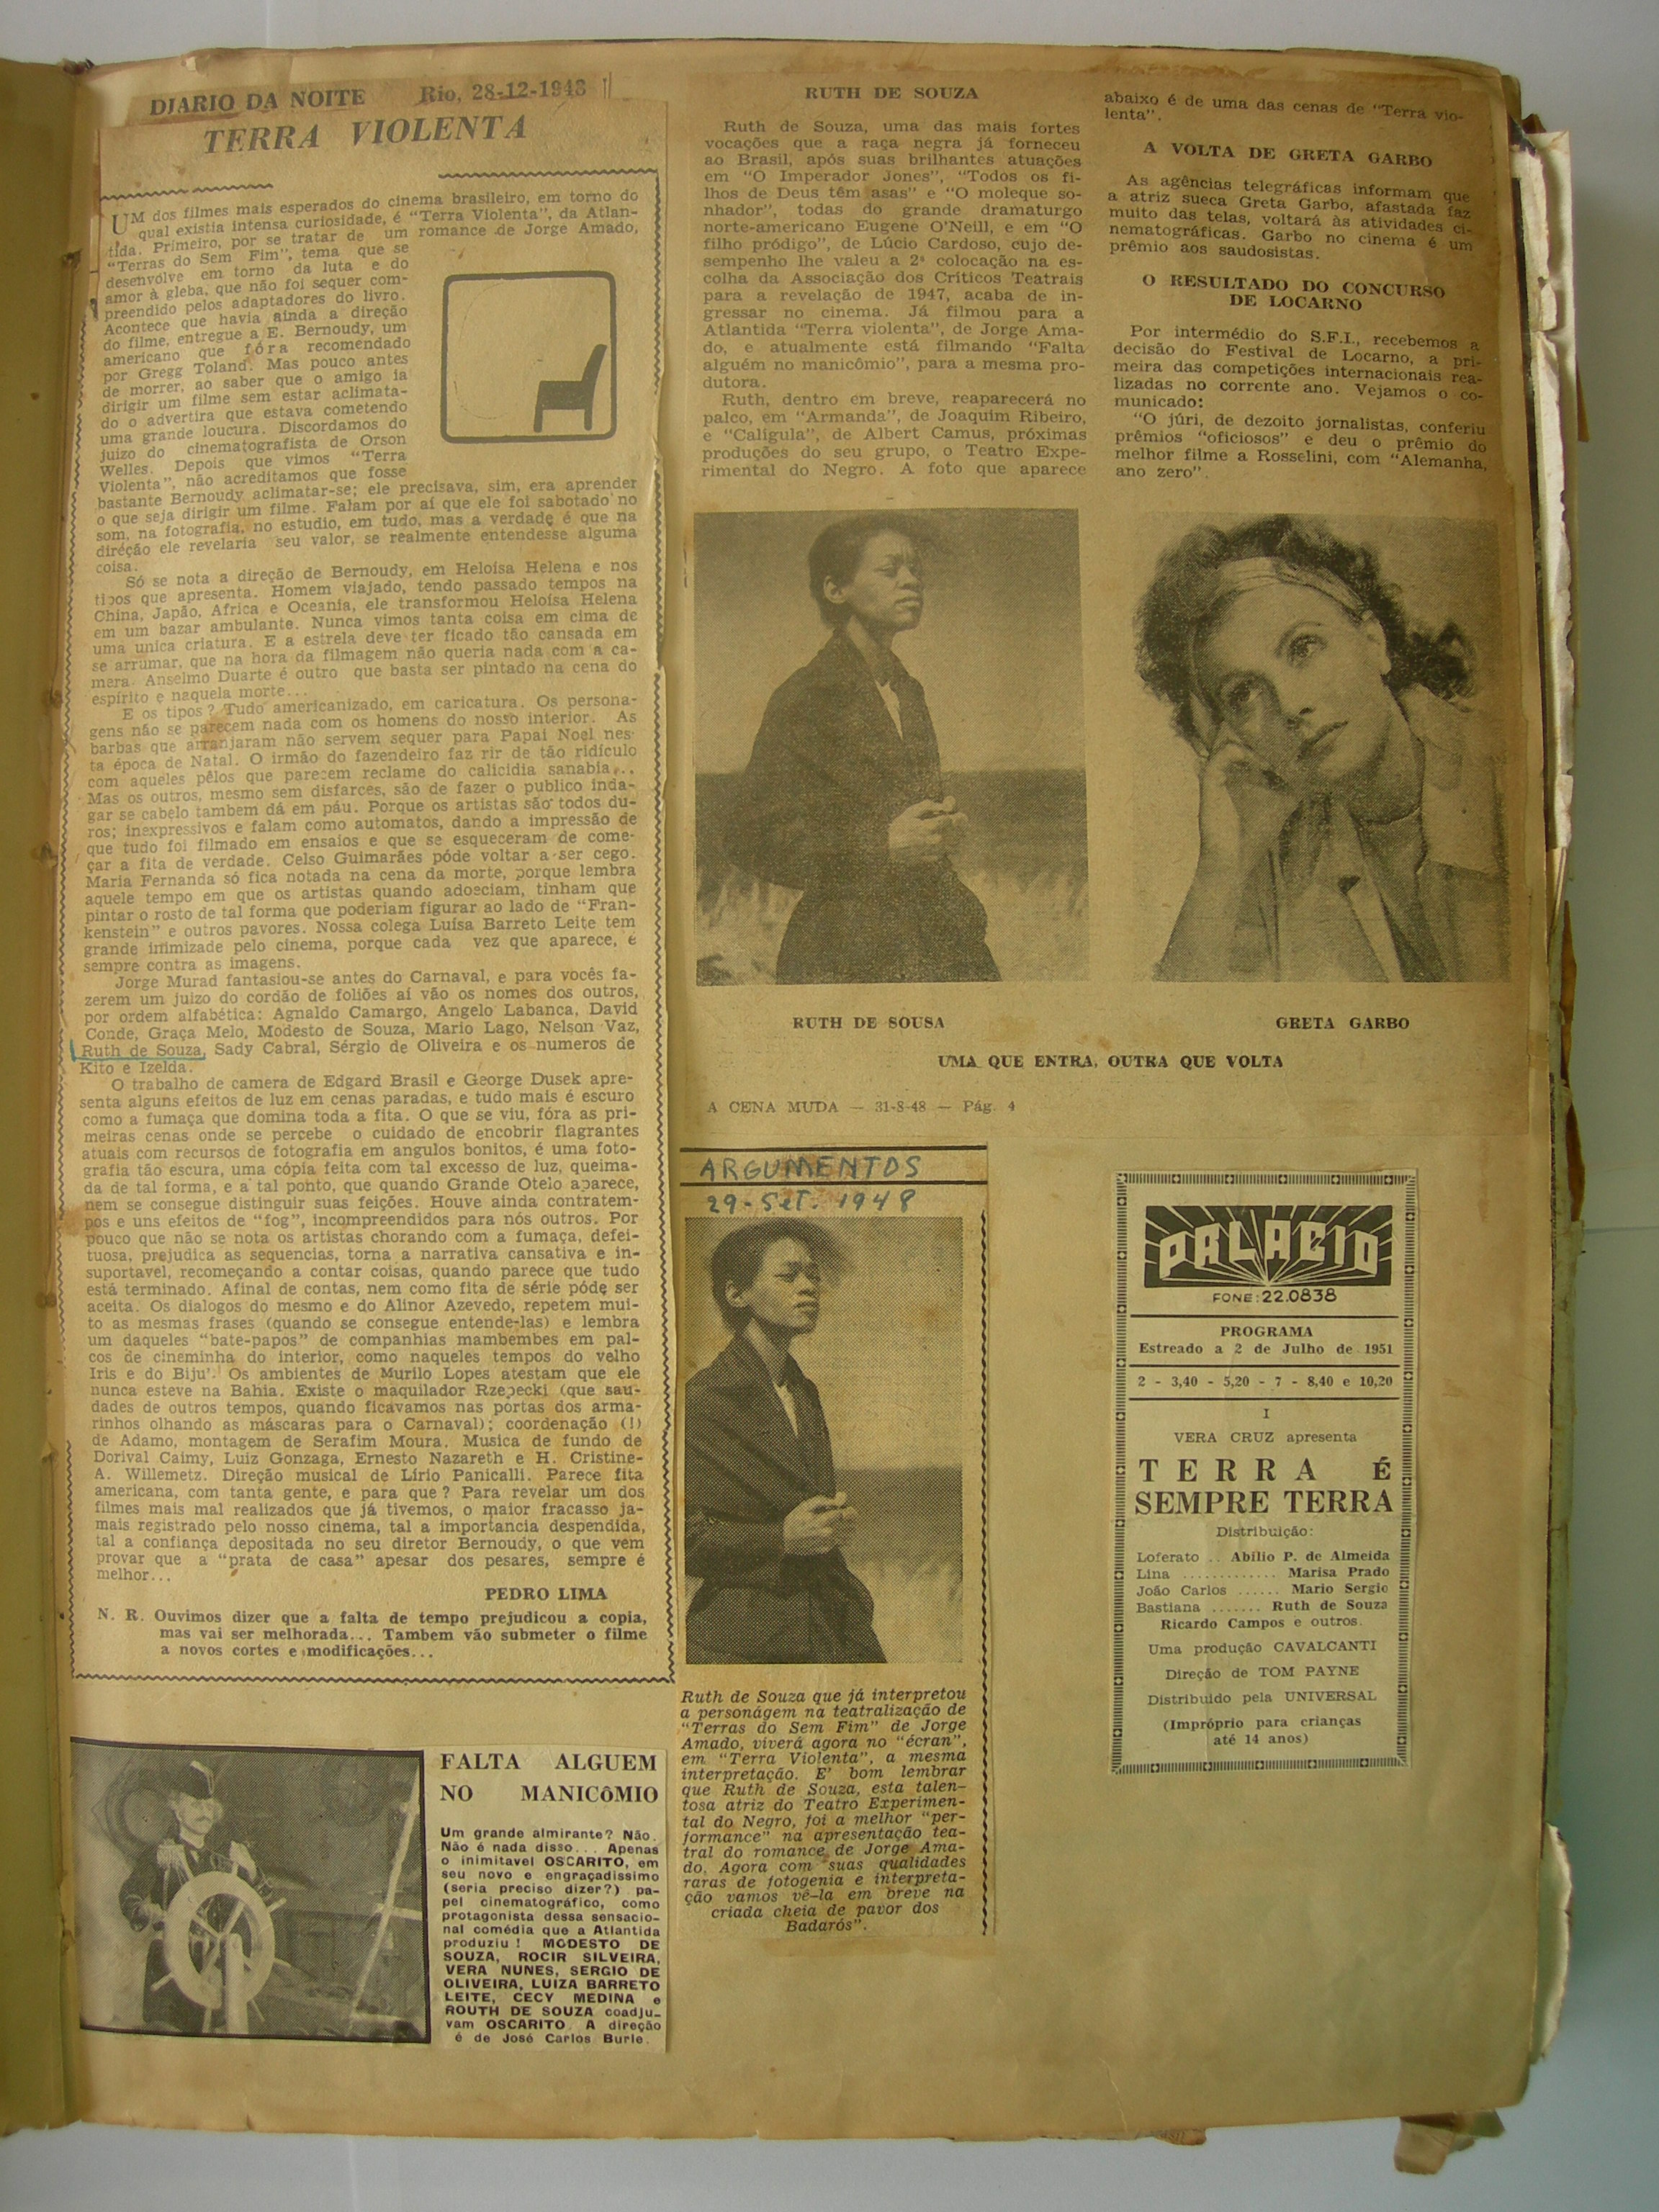 DIARIO DA NOITE Rio, 28-12-1948
TERRA VIOLENTA
UM dos filmes mais esperados do cinema brasileiro, em torno do
qual existia intensa curiosidade, é "Terra Violenta", da Atlan-
tida. Primeiro, por se tratar de um romance de Jorge Amado,
"Terras do Sem Fim", tema que se
desenvolve em torno da luta e do
amor à gleba, que não foi sequer com-
preendido pelos adaptadores do livro.
Acontece que havia ainda a direção
do filme, entregue a E. Bernoudy, um
americano que fóra recomendado
por Gregg Toland. Mas pouco antes
de morrer, ao saber que o amigo ia
dirigir um filme sem estar aclimata-
do o advertira que estava cometendo
uma grande loucura. Discordamos do
juizo do cinematografista de Orson
Welles. Depois que vimos "Terra
Violenta", não acreditamos que fosse
bastante Bernoudy aclimatar-se; ele precisava, sim, era aprender
o que seja dirigir um filme. Falam por aí que ele foi sabotado no
som, na fotografia, no estudio, em tudo, mas a verdade é que na
diréção ele revelaria seu valor, se realmente entendesse alguma
coisa.
Só se nota a direção de Bernoudy, em Heloisa Helena e nos
tipos que apresenta. Homem viajado, tendo passado tempos na
China, Japão, Africa e Oceania, ele transformou Heloisa Helena
em um bazar ambulante. Nunca vimos tanta coisa em cima de
uma unica criatura. E a estrela deve ter ficado tão cansada em
se arrumar, que na hora da filmagem não queria nada com a ca-
mera. Anselmo Duarte é outro que basta ser pintado na cena do
espírito e naquela morte...
E os tipos? Tudo americanizado, em caricatura. Os persona-
gens não se parecem nada com os homens do nosso interior. As
barbas que arranjaram não servem sequer para Papai Noel nes-
ta época de Natal. O irmão do fazendeiro faz rir de tão ridículo
com aqueles pêlos que parecem reclame do calicidia sanabia...
Mas os outros, mesmo sem disfarces, são de fazer o publico inda-
gar se cabelo tambem dá em páu. Porque os artistas são todos du-
ros; inexpressivos e falam como automatos, dando a impressão de
que tudo foi filmado em ensaios e que se esqueceram de come-
çar a fita de verdade. Celso Guimarães póde voltar a ser cego.
Maria Fernanda só fica notada na cena da morte, porque lembra
aquele tempo em que os artistas quando adoeciam, tinham que
pintar o rosto de tal forma que poderiam figurar ao lado de "Fran-
kenstein" e outros pavores. Nossa colega Luísa Barreto Leite tem
grande inimizade pelo cinema, porque cada vez que aparece, é
sempre contra as imagens.
Jorge Murad fantasiou-se antes do Carnaval, e para vocês fa-
zerem um juizo do cordão de foliões aí vão os nomes dos outros,
por ordem alfabética: Agnaldo Camargo, Angelo Labanca, David
Conde, Graça Melo, Modesto de Souza, Mario Lago, Nelson Vaz,
Ruth de Souza, Sady Cabral, Sérgio de Oliveira e os numeros de
Kito e Izelda.
O trabalho de camera de Edgard Brasil e George Dusek apre-
senta alguns efeitos de luz em cenas paradas, e tudo mais é escuro
como a fumaça que domina toda a fita. O que se viu, fóra as pri-
meiras cenas onde se percebe o cuidado de encobrir flagrantes
atuais com recursos de fotografia em angulos bonitos, é uma foto-
grafia tão escura, uma cópia feita com tal excesso de luz, queima-
da de tal forma, e a tal ponto, que quando Grande Otelo aparece,
nem se consegue distinguir suas feições. Houve ainda contratem-
pos e uns efeitos de "fog", incompreendidos para nós outros. Por
pouco que não se nota os artistas chorando com a fumaça, defei-
tuosa, prejudica as sequencias, torna a narrativa cansativa e in-
suportavel, recomeçando a contar coisas, quando parece que tudo
está terminado. Afinal de contas, nem como fita de série póde ser
aceita. Os dialogos do mesmo e do Alinor Azevedo, repetem mui-
to as mesmas frases (quando se consegue entende-las) e lembra
um daqueles "bate-papos" de companhias mambembes em pal-
cos de cineminha do interior, como naqueles tempos do velho
Iris e do Biju'. Os ambientes de Murilo Lopes atestam que ele
nunca esteve na Bahia. Existe o maquilador Rzepecki (que sau-
dades de outros tempos, quando ficavamos nas portas dos arma-
rinhos olhando as máscaras para o Carnaval); coordenação (!)
de Adamo, montagem de Serafim Moura. Musica de fundo de
Dorival Caimy, Luiz Gonzaga, Ernesto Nazareth e H. Cristine-
A. Willemetz. Direção musical de Lírio Panicalli. Parece fita
americana, com tanta gente, e para que? Para revelar um dos
filmes mais mal realizados que já tivemos, o maior fracasso ja-
mais registrado pelo nosso cinema, tal a importancia despendida,
tal a confiança depositada no seu diretor Bernoudy, o que vem
provar que a "prata de casa" apesar dos pesares, sempre é
melhor...
PEDRO LIMA
N. R. Ouvimos dizer que a falta de tempo prejudicou a copia,
mas vai ser melhorada... Tambem vão submeter o filme
a novos cortes e modificações...
FALTA ALGUEM
NO MANICôMIO
Um grande almirante? Não.
Não é nada disso... Apenas
o inimitavel OSCARITO, em
seu novo e engraçadissimo
(seria preciso dizer?) pa-
pel cinematográfico, como
protagonista dessa sensacio-
nal comédia que a Atlantida
produziu! MODESTO DE
SOUZA, ROCIR SILVEIRA,
VERA NUNES, SERGIO DE
OLIVEIRA, LUIZA BARRETO
LEITE, CECY MEDINA e
ROUTH DE SOUZA coadju-
vam OSCARITO. A direção
é de José Carlos Burle.
RUTH DE SOUZA
Ruth de Souza, uma das mais fortes
vocações que a raça negra já forneceu
ao Brasil, após suas brilhantes atuações
em "O Imperador Jones", "Todos os fi-
lhos de Deus têm asas" e "O moleque so-
nhador", todas do grande dramaturgo
norte-americano Eugene O'Neill, e em "O
filho pródigo", de Lúcio Cardoso, cujo de-
sempenho lhe valeu a 2ª colocação na es-
colha da Associação dos Críticos Teatrais
para a revelação de 1947, acaba de in-
gressar no cinema. Já filmou para a
Atlantida "Terra violenta", de Jorge Ama-
do, e atualmente está filmando "Falta
alguém no manicômio", para a mesma pro-
dutora.
Ruth, dentro em breve, reaparecerá no
palco, em "Armanda", de Joaquim Ribeiro,
e "Calígula", de Albert Camus, próximas
produções do seu grupo, o Teatro Expe-
rimental do Negro. A foto que aparece
abaixo é de uma das cenas de "Terra vio-
lenta".
A VOLTA DE GRETA GARBO
As agências telegráficas informam que
a atriz sueca Greta Garbo, afastada faz
muito das telas, voltará às atividades ci-
nematográficas. Garbo no cinema é um
prêmio aos saudosistas.
O RESULTADO DO CONCURSO
DE LOCARNO
Por intermédio do S.F.I., recebemos a
decisão do Festival de Locarno, a pri-
meira das competições internacionais rea-
lizadas no corrente ano. Vejamos o co-
municado:
"O júri, de dezoito jornalistas, conferiu
prêmios "oficiosos" e deu o prêmio do
melhor filme a Rosselini, com "Alemanha,
ano zero".
RUTH DE SOUSA
GRETA GARBO
UMA QUE ENTRA, OUTRA QUE VOLTA
A CENA MUDA — 31-8-48 — Pág. 4
ARGUMENTOS
29-Set. 1948
Ruth de Souza que já interpretou
a personagem na teatralização de
"Terras do Sem Fim" de Jorge
Amado, viverá agora no "écran",
em "Terra Violenta", a mesma
interpretação. E' bom lembrar
que Ruth de Souza, esta talen-
tosa atriz do Teatro Experimen-
tal do Negro, foi a melhor "per-
formance" na apresentação tea-
tral do romance de Jorge Ama-
do. Agora com suas qualidades
raras de fotogenia e interpreta-
ção vamos vê-la em breve na
criada cheia de pavor dos
Badarós".
PALACIO
FONE: 22.0838
PROGRAMA
Estreado a 2 de Julho de 1951
2 - 3,40 - 5,20 - 7 - 8,40 e 10,20
I
VERA CRUZ apresenta
TERRA É
SEMPRE TERRA
Distribuição:
Loferato .. Abílio P. de Almeida
Lina ............. Marisa Prado
João Carlos ...... Mario Sergio
Bastiana ....... Ruth de Souza
Ricardo Campos e outros.
Uma produção CAVALCANTI
Direção de TOM PAYNE
Distribuido pela UNIVERSAL
(Impróprio para crianças
até 14 anos)